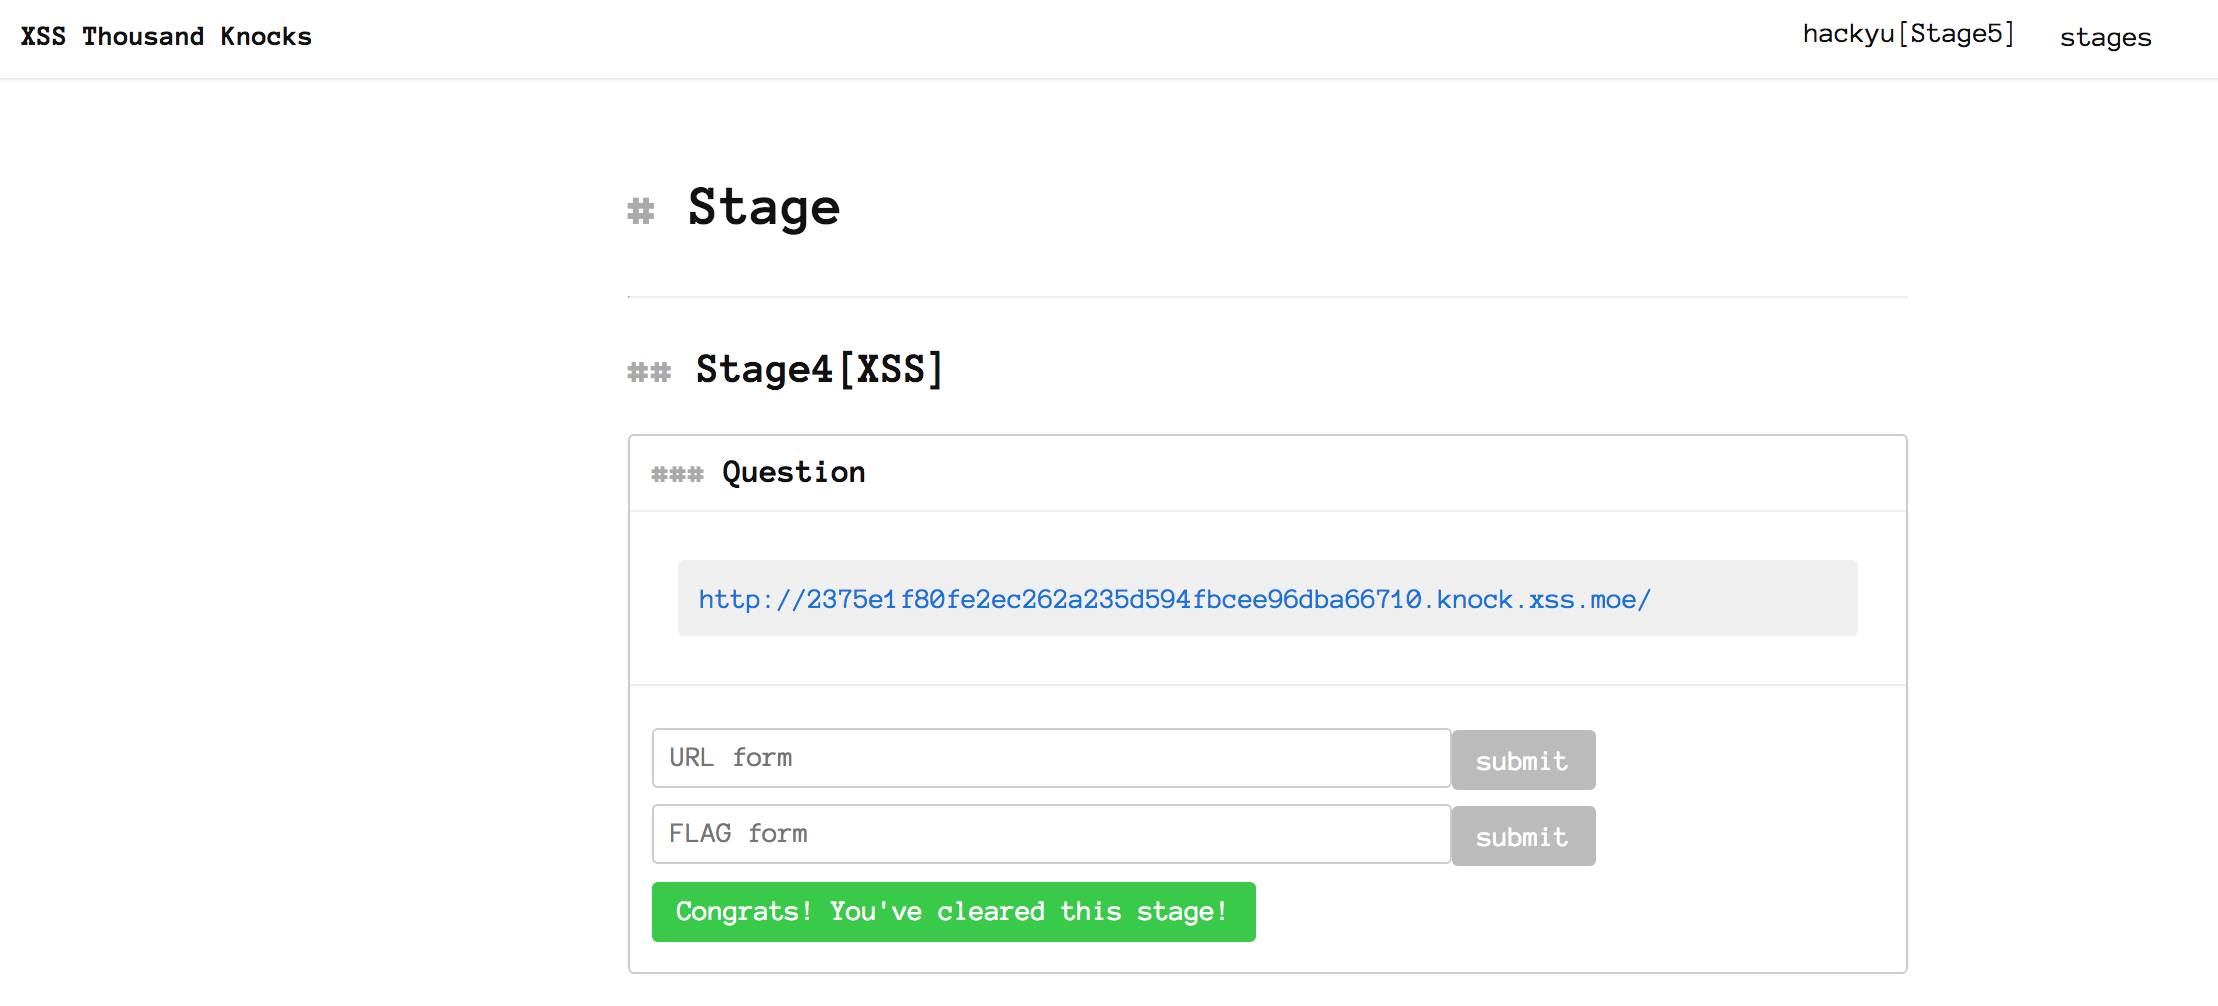 XSS Thousand Knocks
hackyu[Stage5]
stages
# Stage
## Stage4[XSS]
### Question
http://2375e1f80fe2ec262a235d594fbcee96dba66710.knock.xss.moe/
URL form
submit
FLAG form
submit
Congrats! You've cleared this stage!